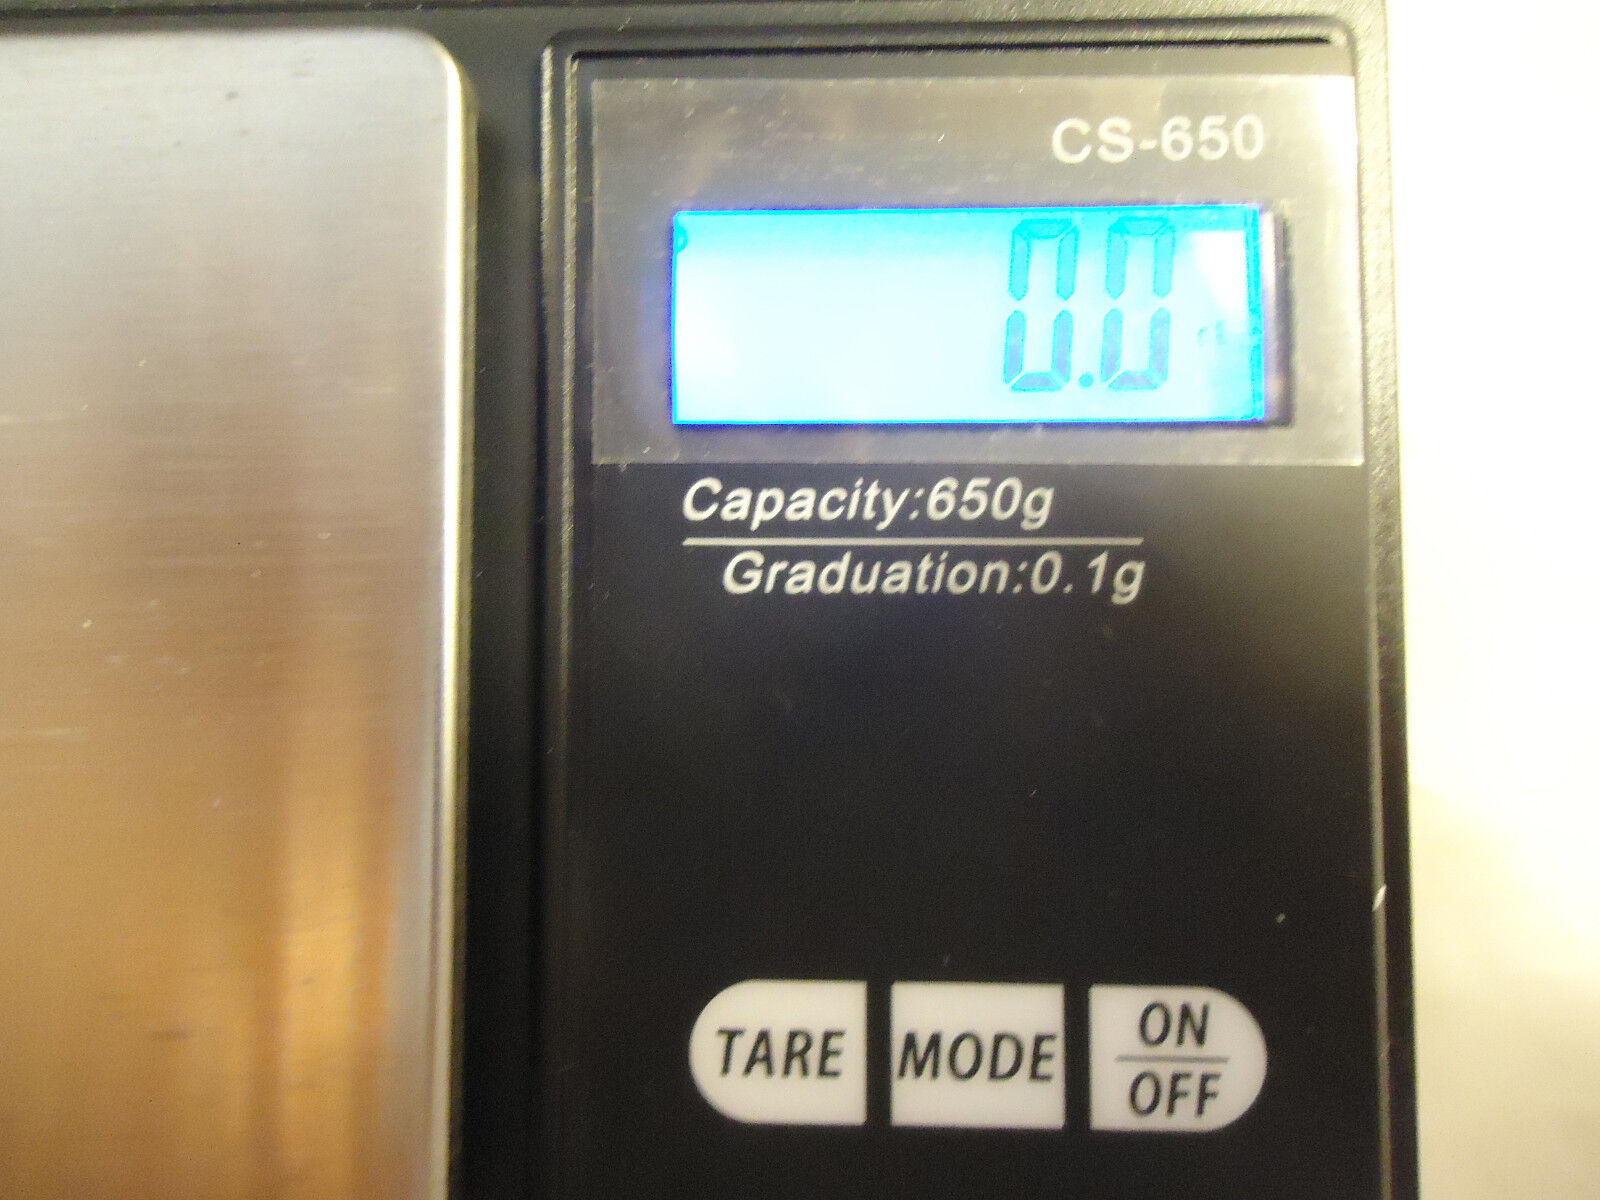 CS-650
0.0
Capacity:650g
Graduation:0.1g
TARE
MODE
ON
OFF